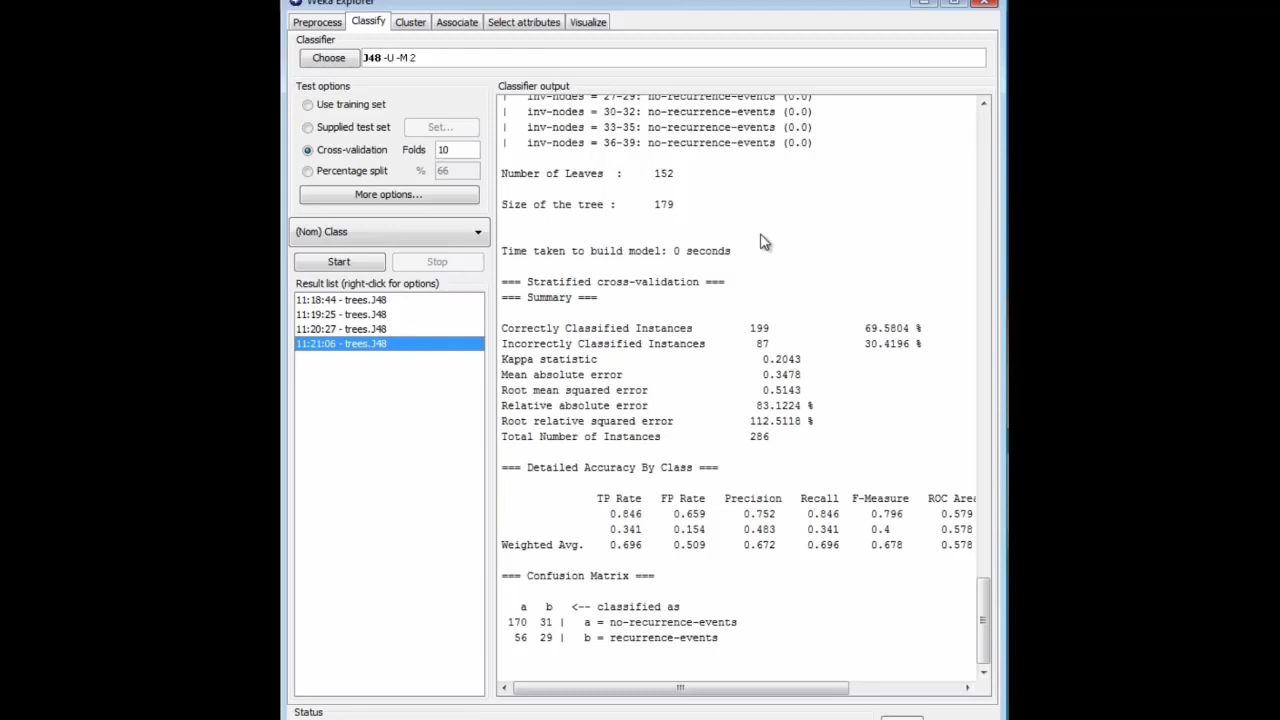 Weka Explorer
Preprocess Classify Cluster Associate Select attributes Visualize
Classifier
Choose J48 -U -M 2
Test options
Use training set
Supplied test set Set...
Cross-validation Folds 10
Percentage split % 66
More options...
(Nom) Class
Start Stop
Result list (right-click for options)
11:18:44 - trees.J48
11:19:25 - trees.J48
11:20:27 - trees.J48
11:21:06 - trees.J48
Classifier output
| inv-nodes = 27-29: no-recurrence-events (0.0)
| inv-nodes = 30-32: no-recurrence-events (0.0)
| inv-nodes = 33-35: no-recurrence-events (0.0)
| inv-nodes = 36-39: no-recurrence-events (0.0)
Number of Leaves : 152
Size of the tree : 179
Time taken to build model: 0 seconds
=== Stratified cross-validation ===
=== Summary ===
Correctly Classified Instances 199 69.5804 %
Incorrectly Classified Instances 87 30.4196 %
Kappa statistic 0.2043
Mean absolute error 0.3478
Root mean squared error 0.5143
Relative absolute error 83.1224 %
Root relative squared error 112.5118 %
Total Number of Instances 286
=== Detailed Accuracy By Class ===
TP Rate FP Rate Precision Recall F-Measure ROC Area
0.846 0.659 0.752 0.846 0.796 0.579
0.341 0.154 0.483 0.341 0.4 0.578
Weighted Avg. 0.696 0.509 0.672 0.696 0.678 0.578
=== Confusion Matrix ===
a b <-- classified as
170 31 | a = no-recurrence-events
56 29 | b = recurrence-events
Status